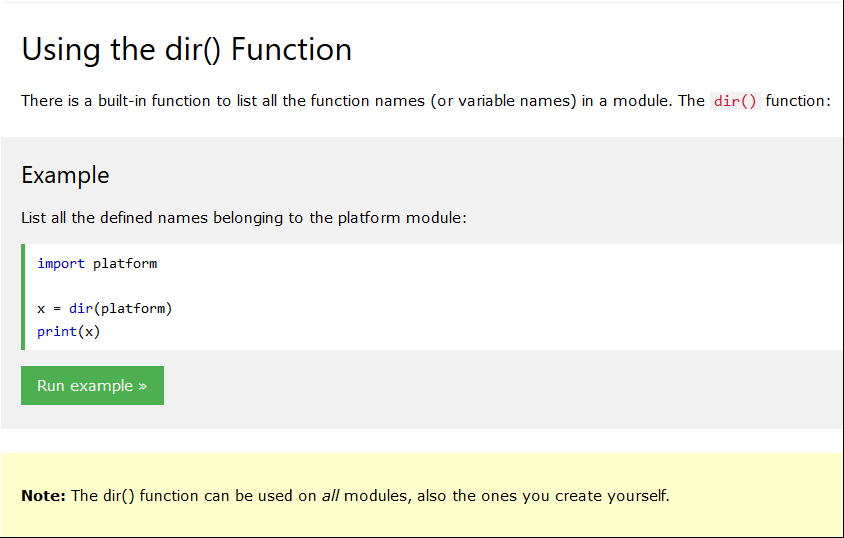 Using the dir() Function
There is a built-in function to list all the function names (or variable names) in a module. The dir() function:
Example
List all the defined names belonging to the platform module:
import platform
x = dir(platform)
print(x)
Run example »
Note: The dir() function can be used on all modules, also the ones you create yourself.